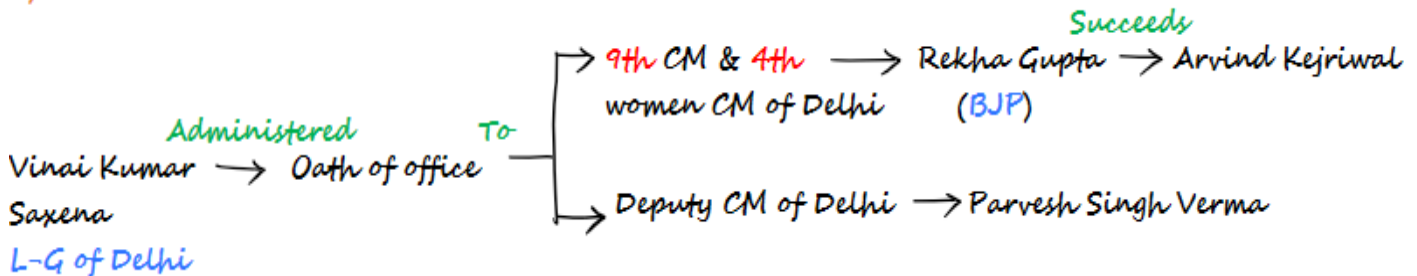 Succeeds
9th CM & 4th → Rekha Gupta → Arvind Kejriwal
women CM of Delhi (BJP)
Administered To
Vinai Kumar → Oath of office
Saxena
Deputy CM of Delhi → Parvesh Singh Verma
L-G of Delhi